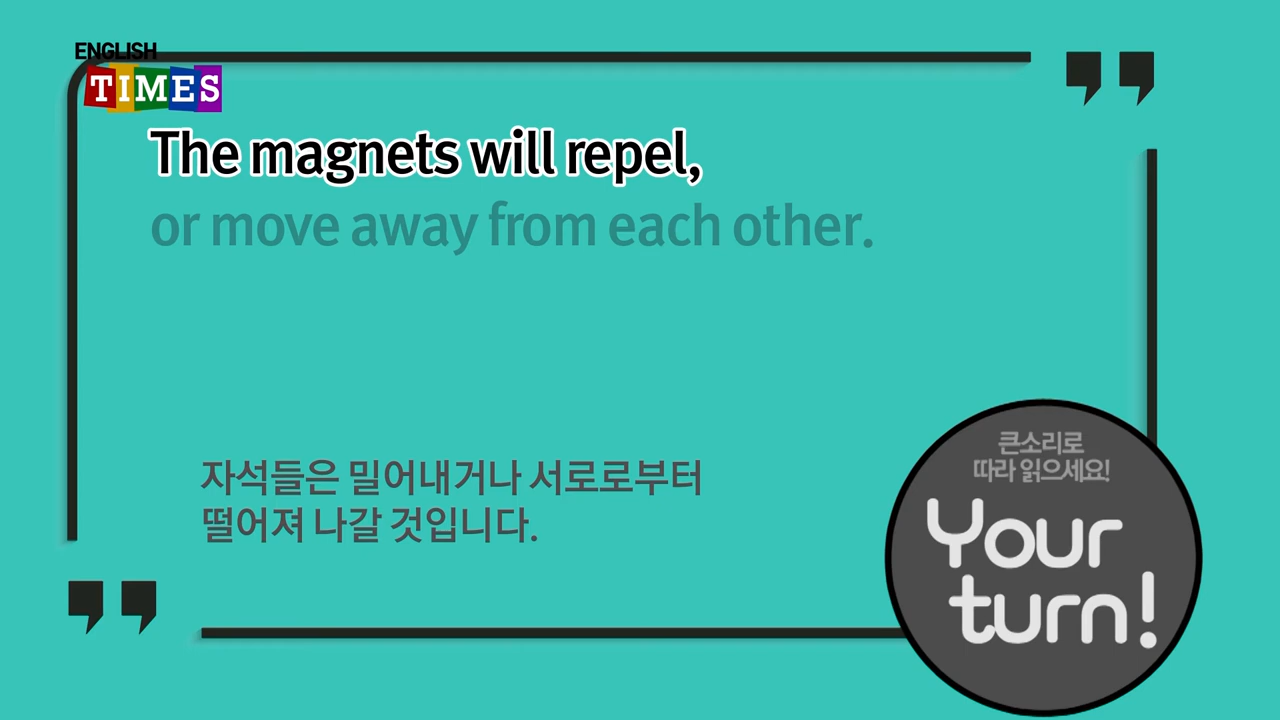 ENGLISH
TIMES
The magnets will repel,
or move away from each other.
자석들은 밀어내거나 서로로부터
떨어져 나갈 것입니다.
큰소리로
따라 읽으세요!
Your
turn!